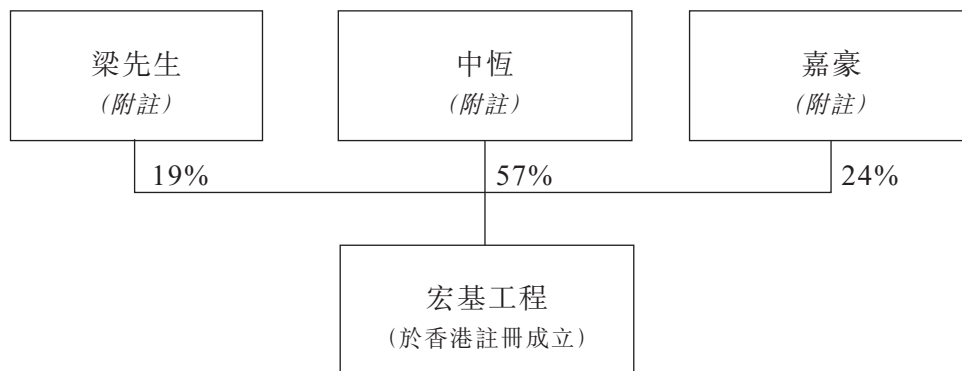 梁先生
(附註)
中恆
(附註)
嘉豪
(附註)
19%
57%
24%
宏基工程
(於香港註冊成立)